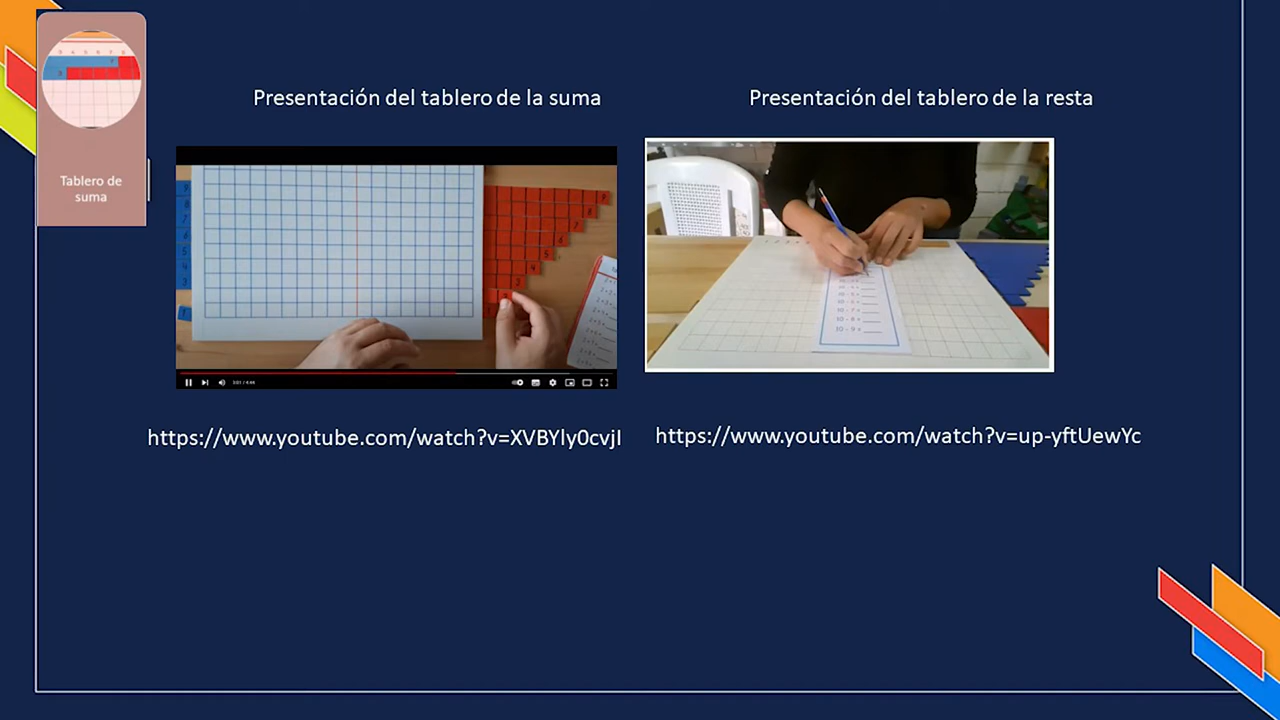 Tablero de
suma
Presentación del tablero de la suma
Presentación del tablero de la resta
https://www.youtube.com/watch?v=XVBYly0cvjI
https://www.youtube.com/watch?v=up-yftUewYc